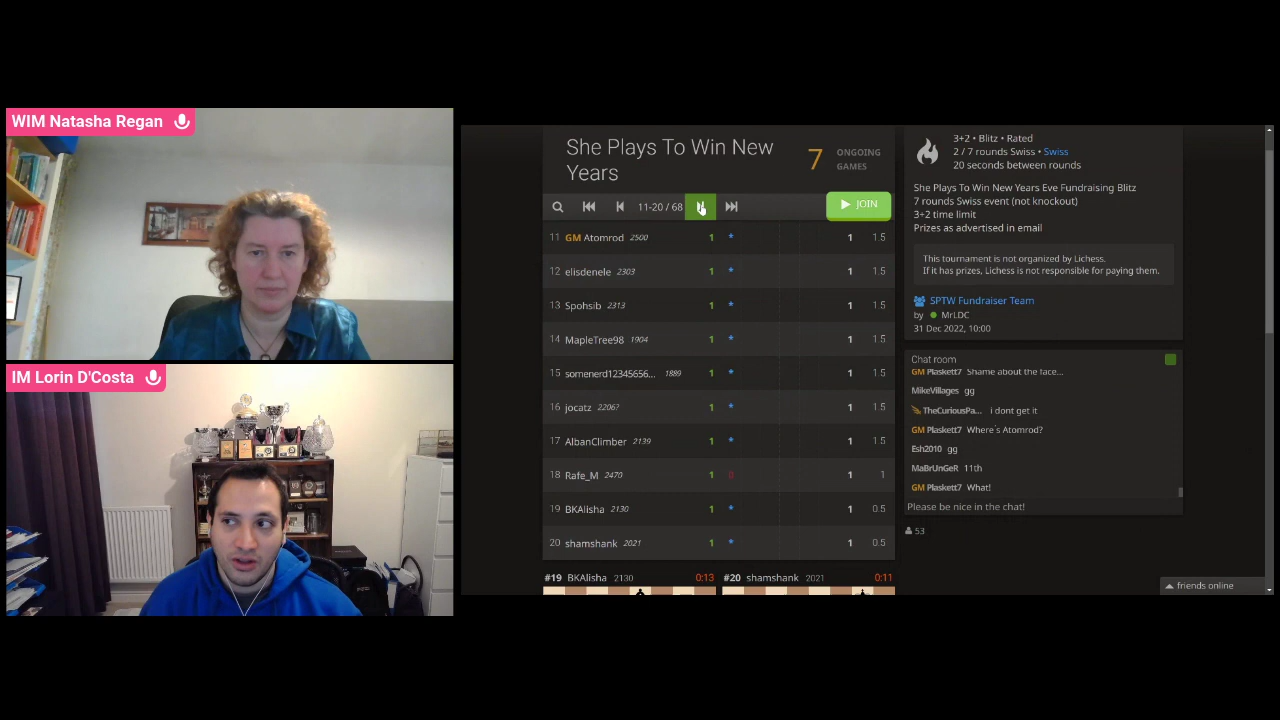 WIM Natasha Regan
IM Lorin D'Costa
She Plays To Win New
Years
7 ONGOING
GAMES
11-20 / 68
JOIN
11 GM Atomrod 2500 1 * 1 1.5
12 elisdenele 2303 1 * 1 1.5
13 Spohsib 2313 1 * 1 1.5
14 MapleTree98 1904 1 * 1 1.5
15 somenerd12345656... 1889 1 * 1 1.5
16 jocatz 2206? 1 * 1 1.5
17 AlbanClimber 2139 1 * 1 1.5
18 Rafe_M 2470 1 0 1 1
19 BKAlisha 2130 1 * 1 0.5
20 shamshank 2021 1 * 1 0.5
#19 BKAlisha 2130 0:13 #20 shamshank 2021 0:11
3+2 • Blitz • Rated
2 / 7 rounds Swiss • Swiss
20 seconds between rounds
She Plays To Win New Years Eve Fundraising Blitz
7 rounds Swiss event (not knockout)
3+2 time limit
Prizes as advertised in email
This tournament is not organized by Lichess.
If it has prizes, Lichess is not responsible for paying them.
SPTW Fundraiser Team
by MrLDC
31 Dec 2022, 10:00
Chat room
GM Plaskett7 Shame about the face...
MikeVillages gg
TheCuriousPa... i dont get it
GM Plaskett7 Where's Atomrod?
Esh2010 gg
MaBrUnGeR 11th
GM Plaskett7 What!
Please be nice in the chat!
53
friends online